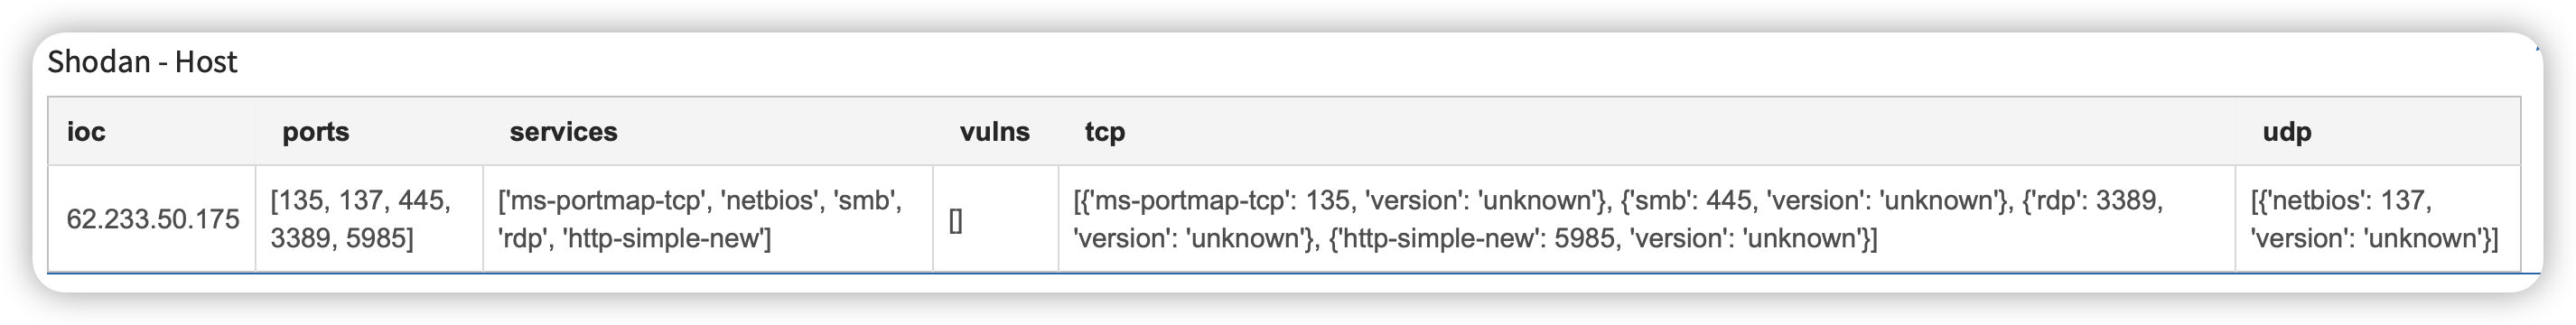 Shodan - Host
ioc ports services vulns tcp udp
62.233.50.175
[135, 137, 445,
3389, 5985]
['ms-portmap-tcp', 'netbios', 'smb',
'rdp', 'http-simple-new']
[]
[{'ms-portmap-tcp': 135, 'version': 'unknown'}, {'smb': 445, 'version': 'unknown'}, {'rdp': 3389,
'version': 'unknown'}, {'http-simple-new': 5985, 'version': 'unknown'}]
[{'netbios': 137,
'version': 'unknown'}]